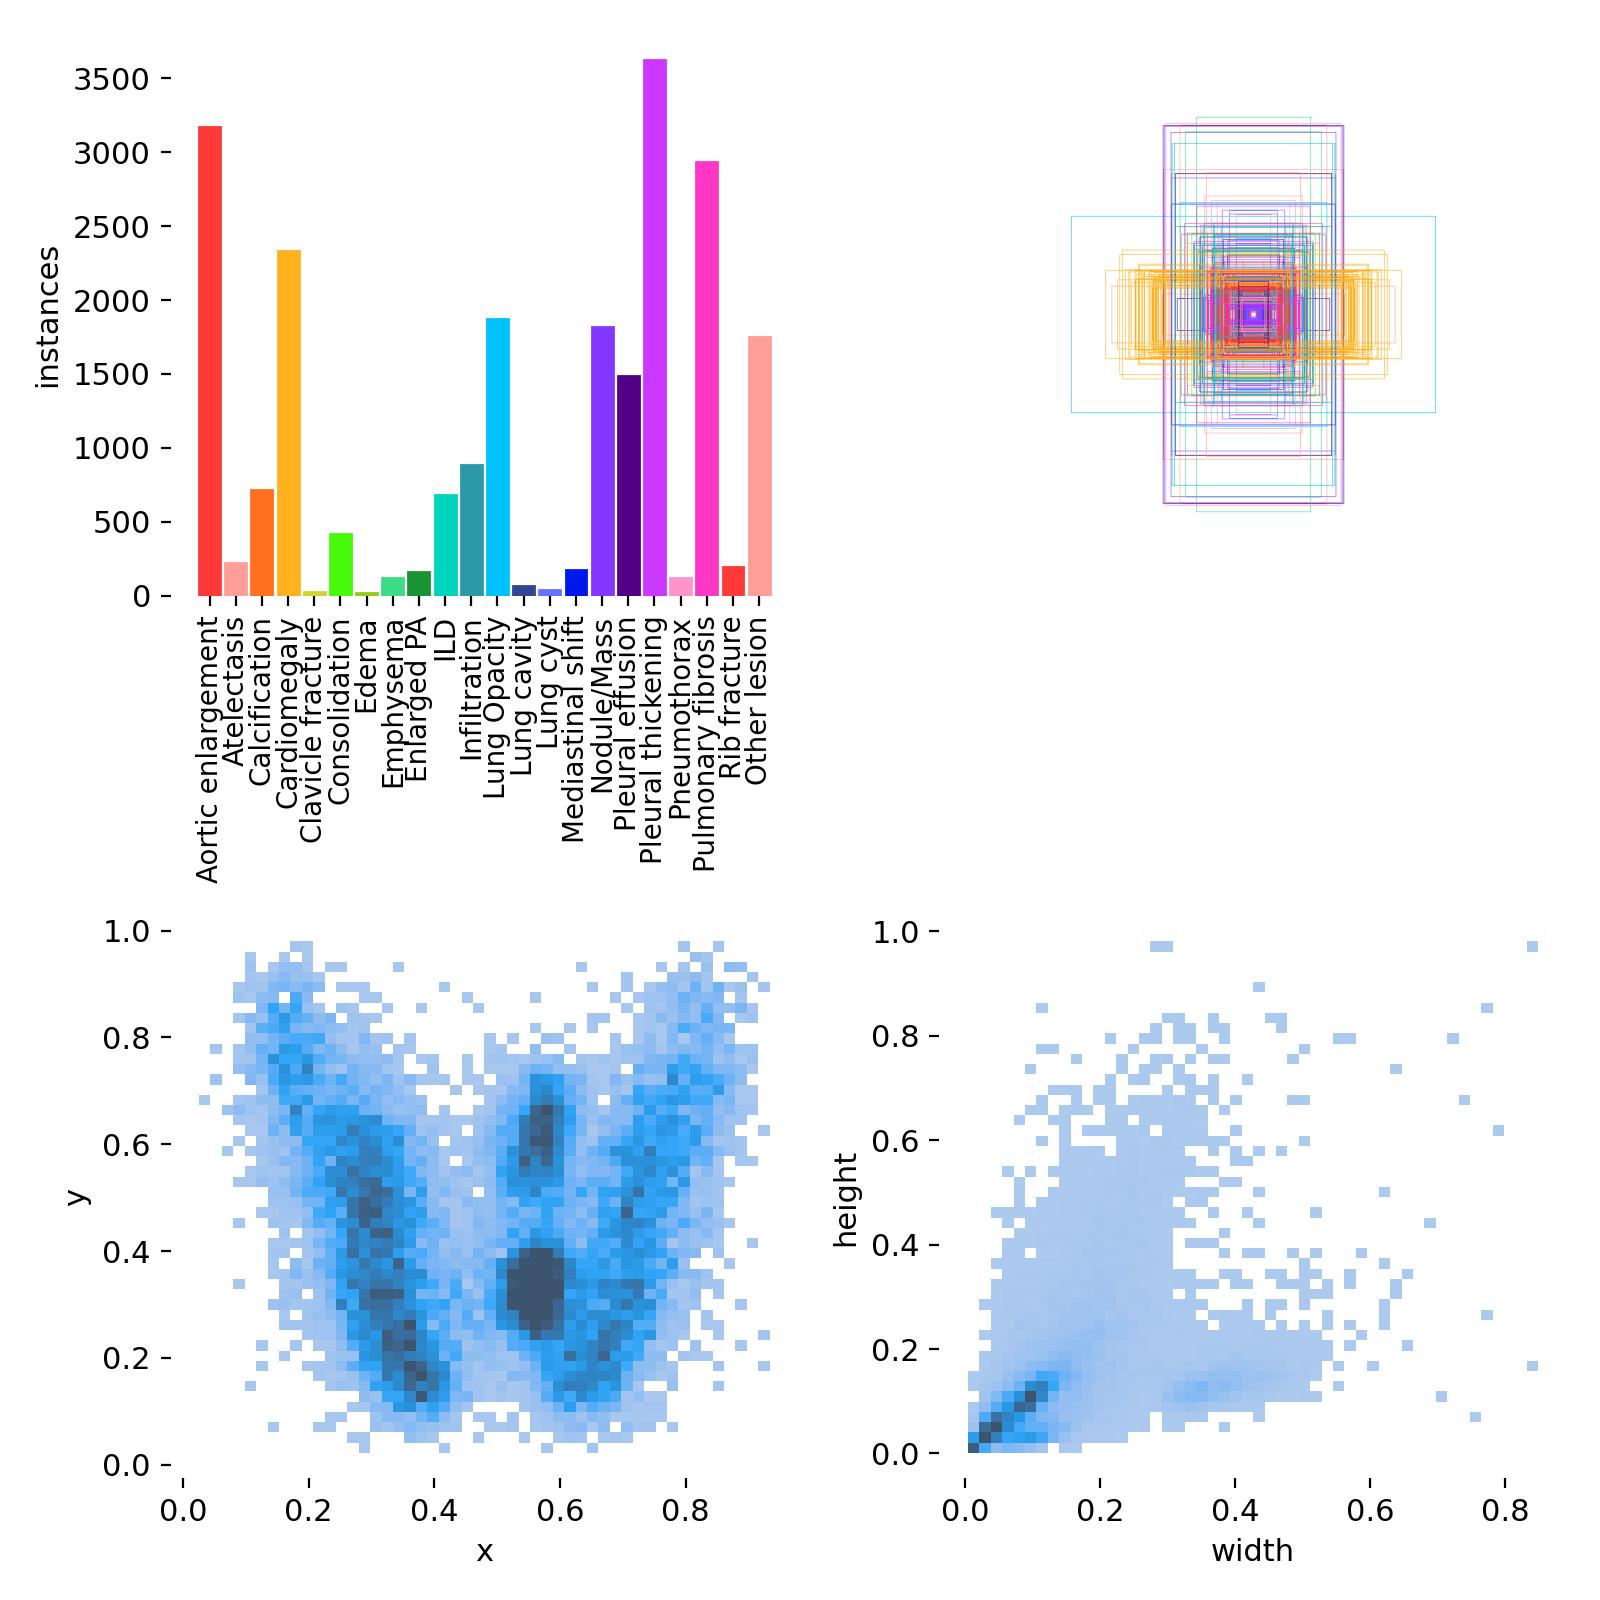 3500
3000
2500
2000
1500
1000
500
0
instances
Aortic enlargement
Atelectasis
Calcification
Cardiomegaly
Clavicle fracture
Consolidation
Edema
Emphysema
Enlarged PA
ILD
Infiltration
Lung Opacity
Lung cavity
Lung cyst
Mediastinal shift
Nodule/Mass
Pleural effusion
Pleural thickening
Pneumothorax
Pulmonary fibrosis
Rib fracture
Other lesion
1.0
0.8
0.6
0.4
0.2
0.0
y
0.0 0.2 0.4 0.6 0.8
x
1.0
0.8
0.6
0.4
0.2
0.0
height
0.0 0.2 0.4 0.6 0.8
width